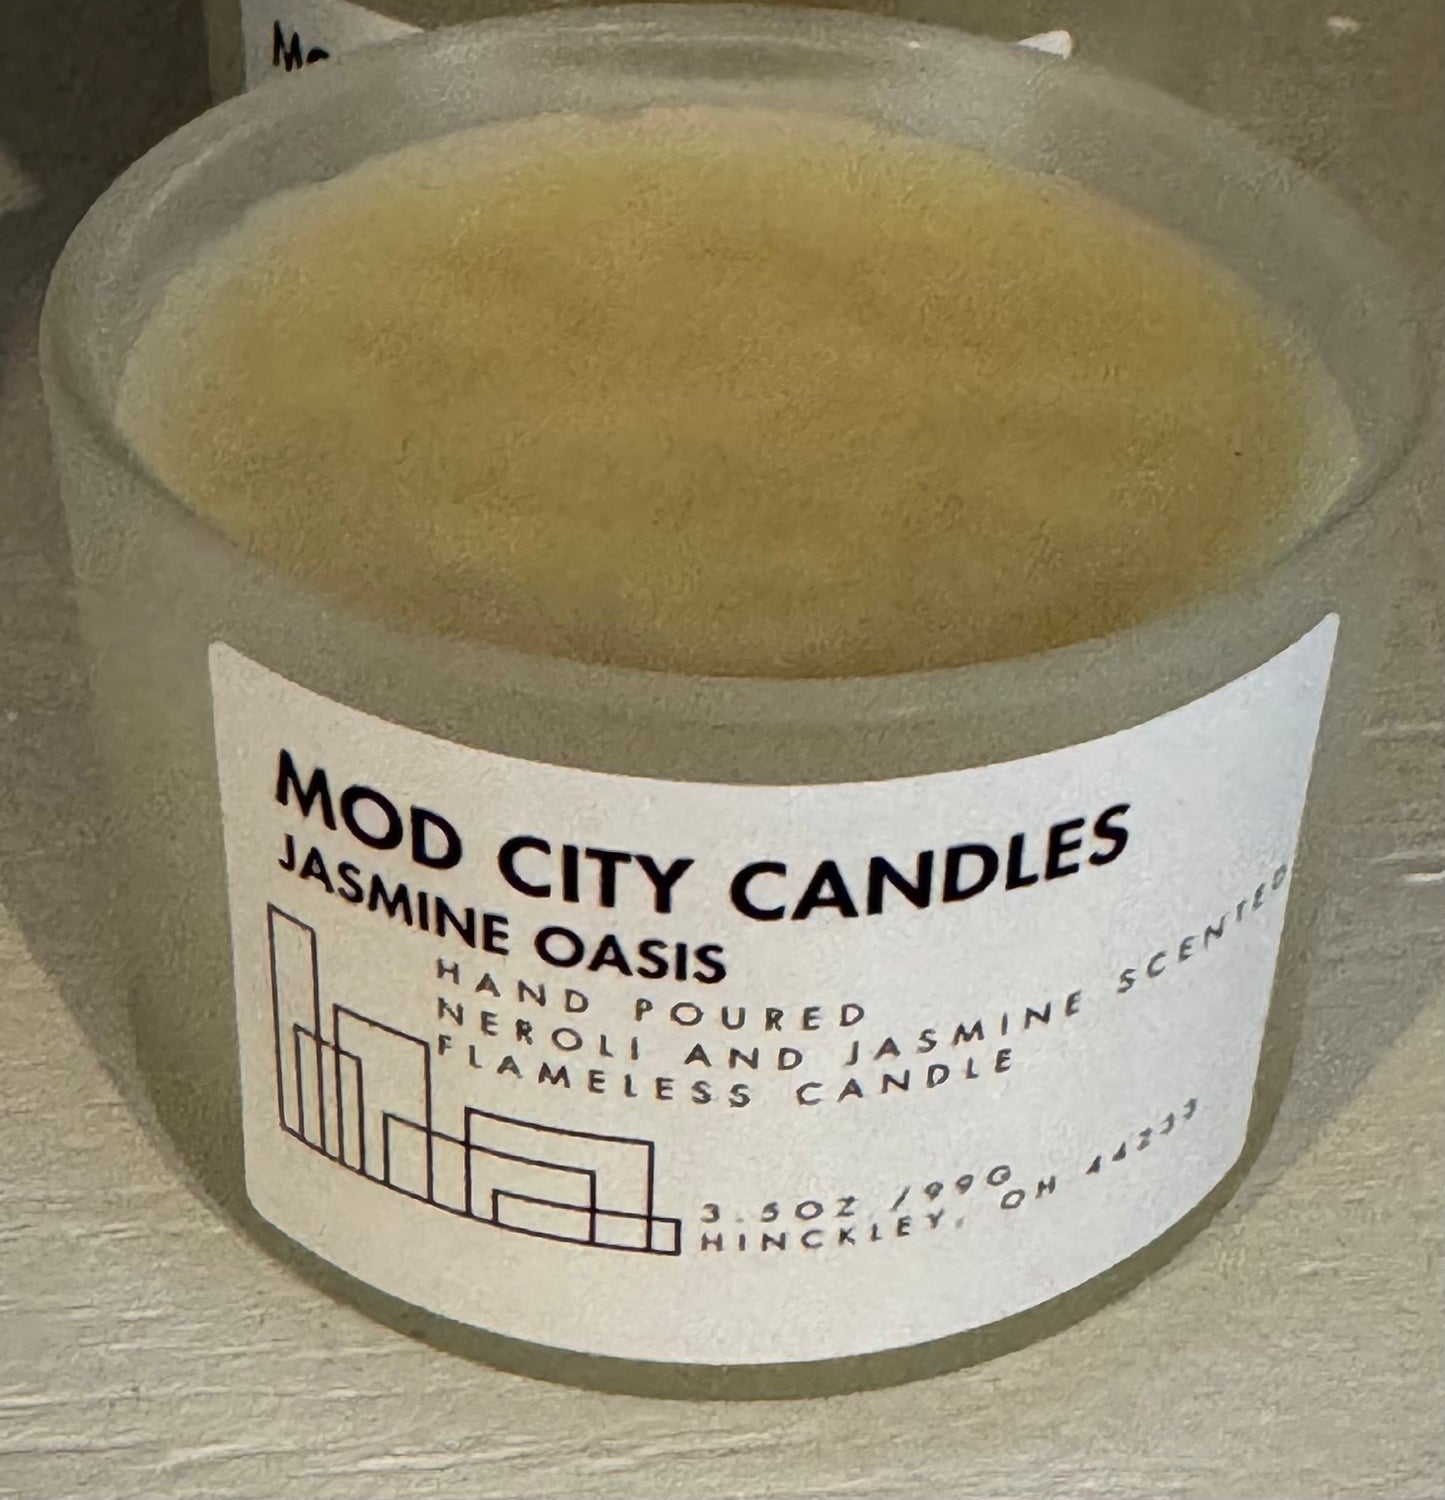 MOD CITY CANDLES
JASMINE OASIS
HAND POURED
NEROLI AND JASMINE SCENTED
FLAMELESS CANDLE
3.5OZ /99G
HINCKLEY, OH 44233